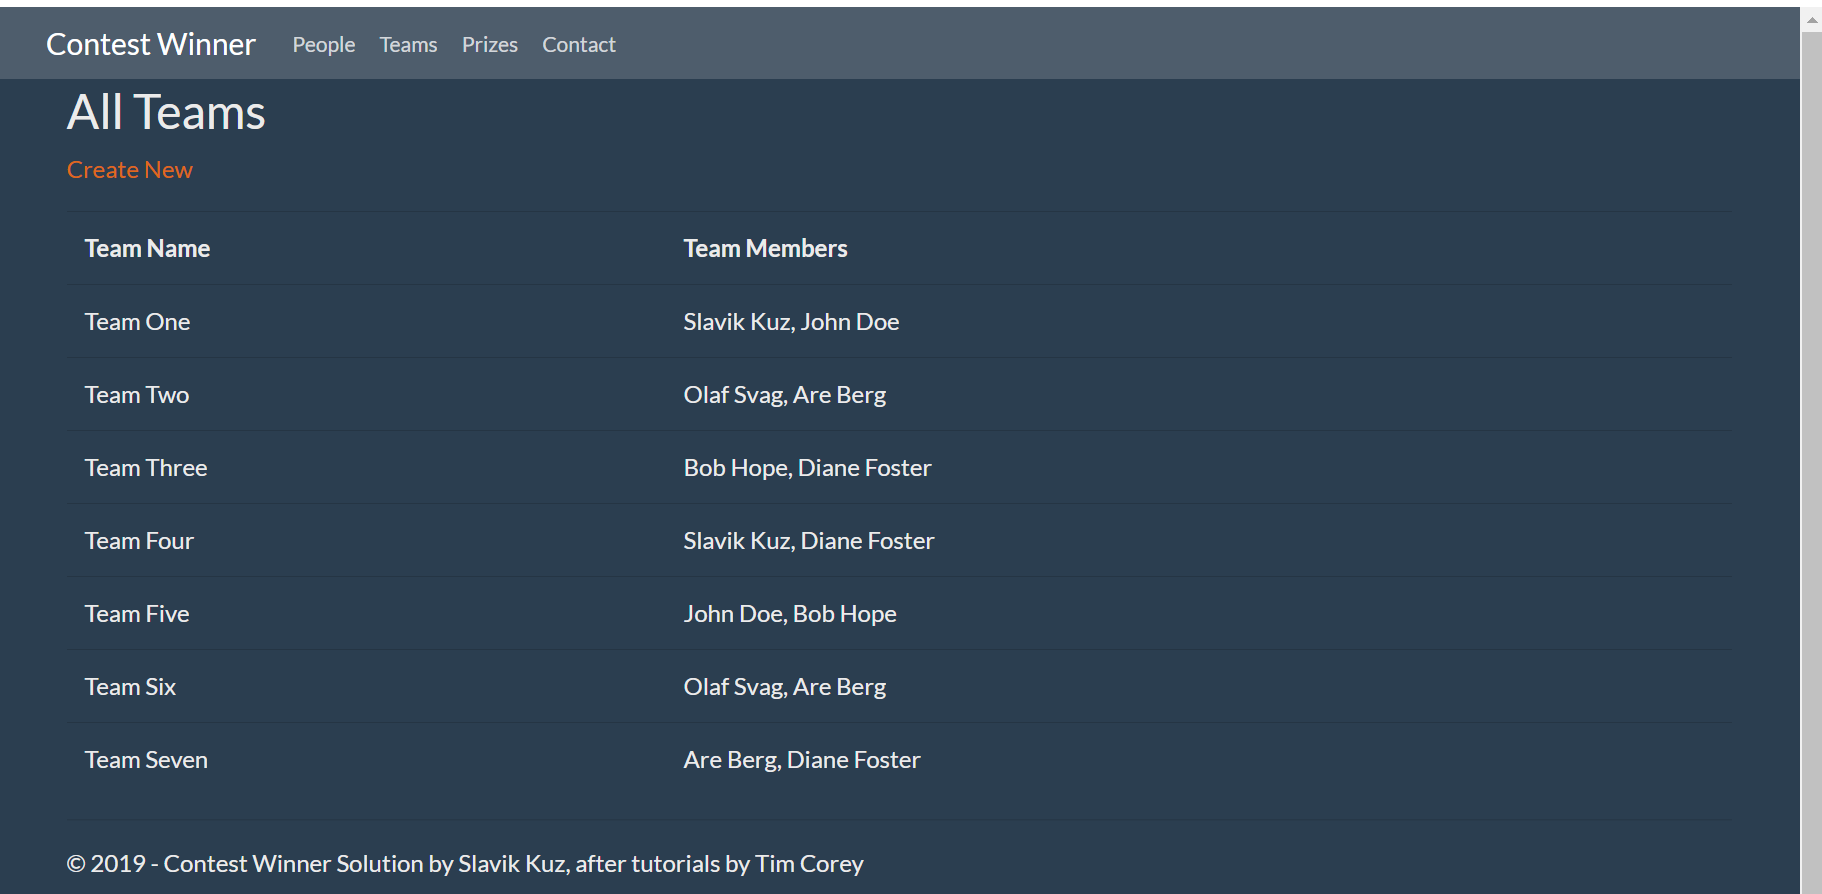 Contest Winner People Teams Prizes Contact
All Teams
Create New
Team Name Team Members
Team One Slavik Kuz, John Doe
Team Two Olaf Svag, Are Berg
Team Three Bob Hope, Diane Foster
Team Four Slavik Kuz, Diane Foster
Team Five John Doe, Bob Hope
Team Six Olaf Svag, Are Berg
Team Seven Are Berg, Diane Foster
© 2019 - Contest Winner Solution by Slavik Kuz, after tutorials by Tim Corey